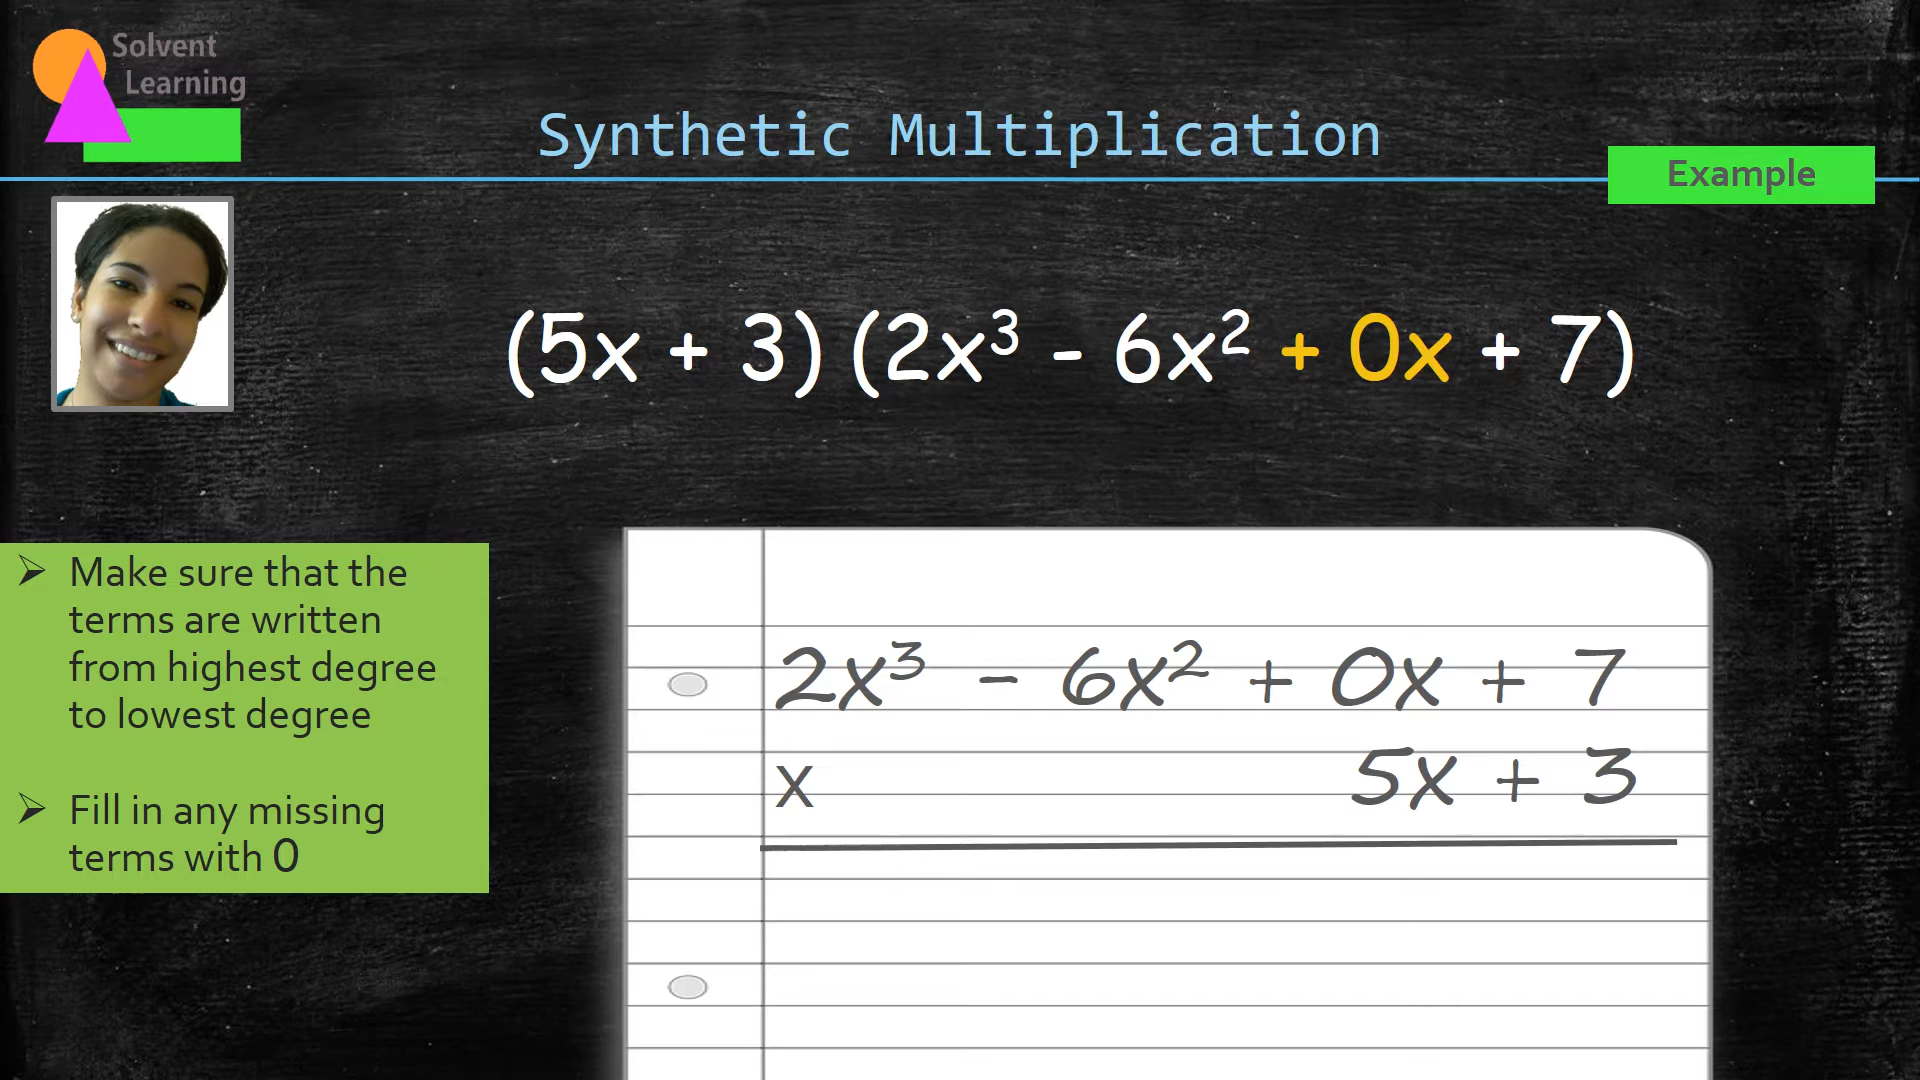 Solvent
Learning
Synthetic Multiplication
Example
(5x + 3) (2x³ - 6x² + 0x + 7)
➢ Make sure that the
terms are written
from highest degree
to lowest degree
➢ Fill in any missing
terms with 0
2x³ - 6x² + 0x + 7
x 5x + 3